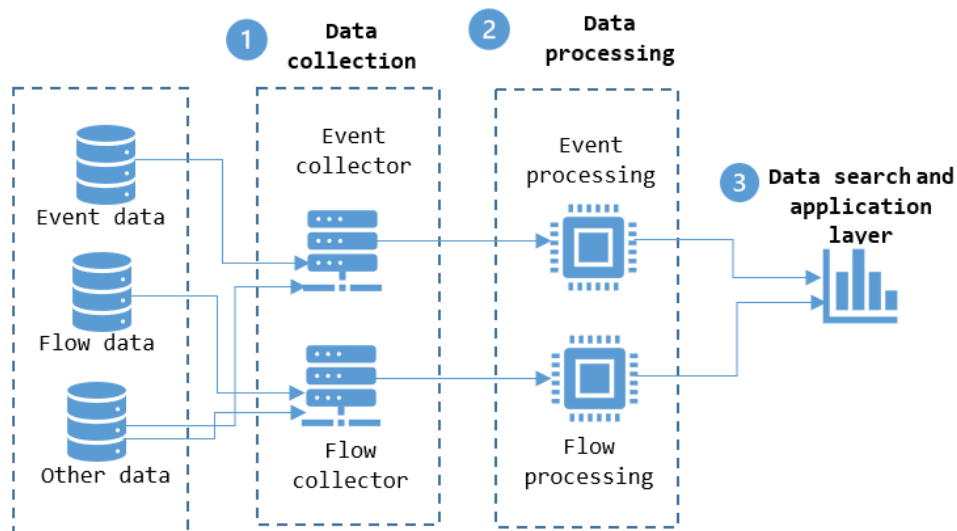 1
Data
collection
2
Data
processing
Event data
Flow data
Other data
Event
collector
Flow
collector
Event
processing
Flow
processing
3
Data search and
application
layer